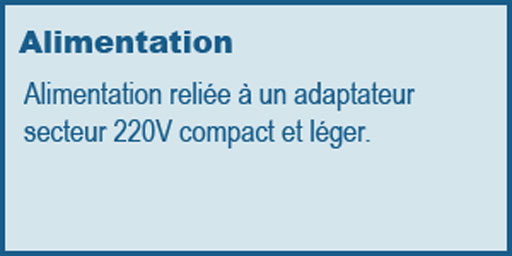 Alimentation
Alimentation reliée à un adaptateur
secteur 220V compact et léger.